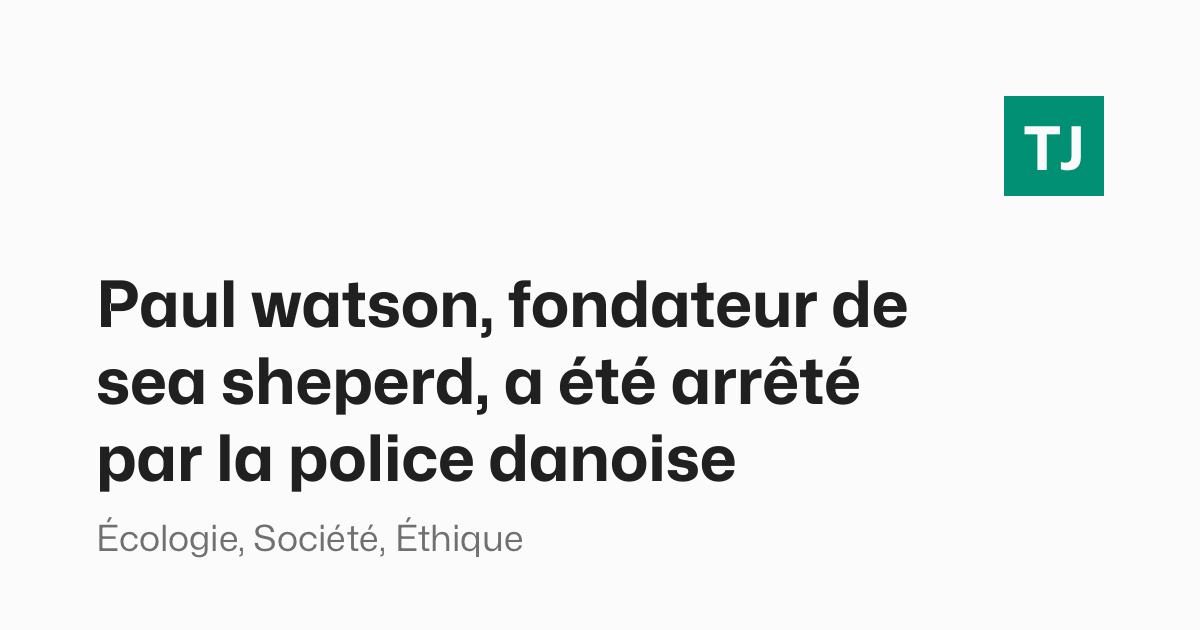 TJ
Paul watson, fondateur de
sea sheperd, a été arrêté
par la police danoise
Écologie, Société, Éthique